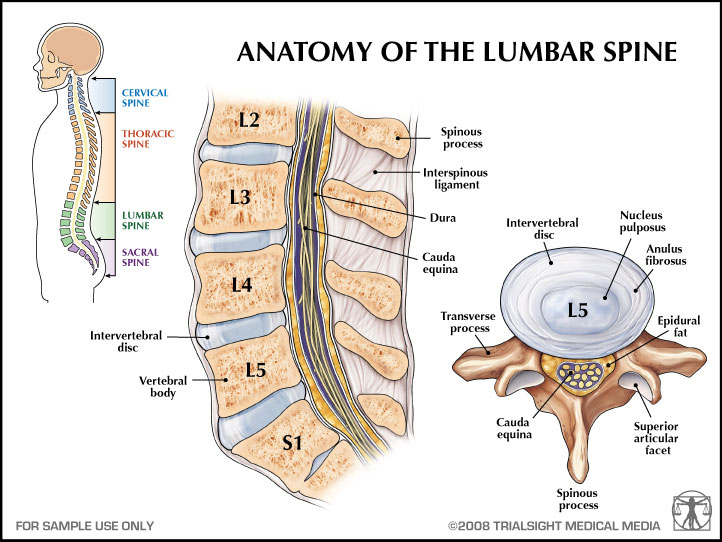 ANATOMY OF THE LUMBAR SPINE
CERVICAL
SPINE
THORACIC
SPINE
LUMBAR
SPINE
SACRAL
SPINE
L2
L3
L4
L5
S1
Spinous
process
Interspinous
ligament
Dura
Cauda
equina
Intervertebral
disc
Vertebral
body
Intervertebral
disc
Nucleus
pulposus
Anulus
fibrosus
L5
Transverse
process
Epidural
fat
Cauda
equina
Superior
articular
facet
Spinous
process
FOR SAMPLE USE ONLY
©2008 TRIALSIGHT MEDICAL MEDIA